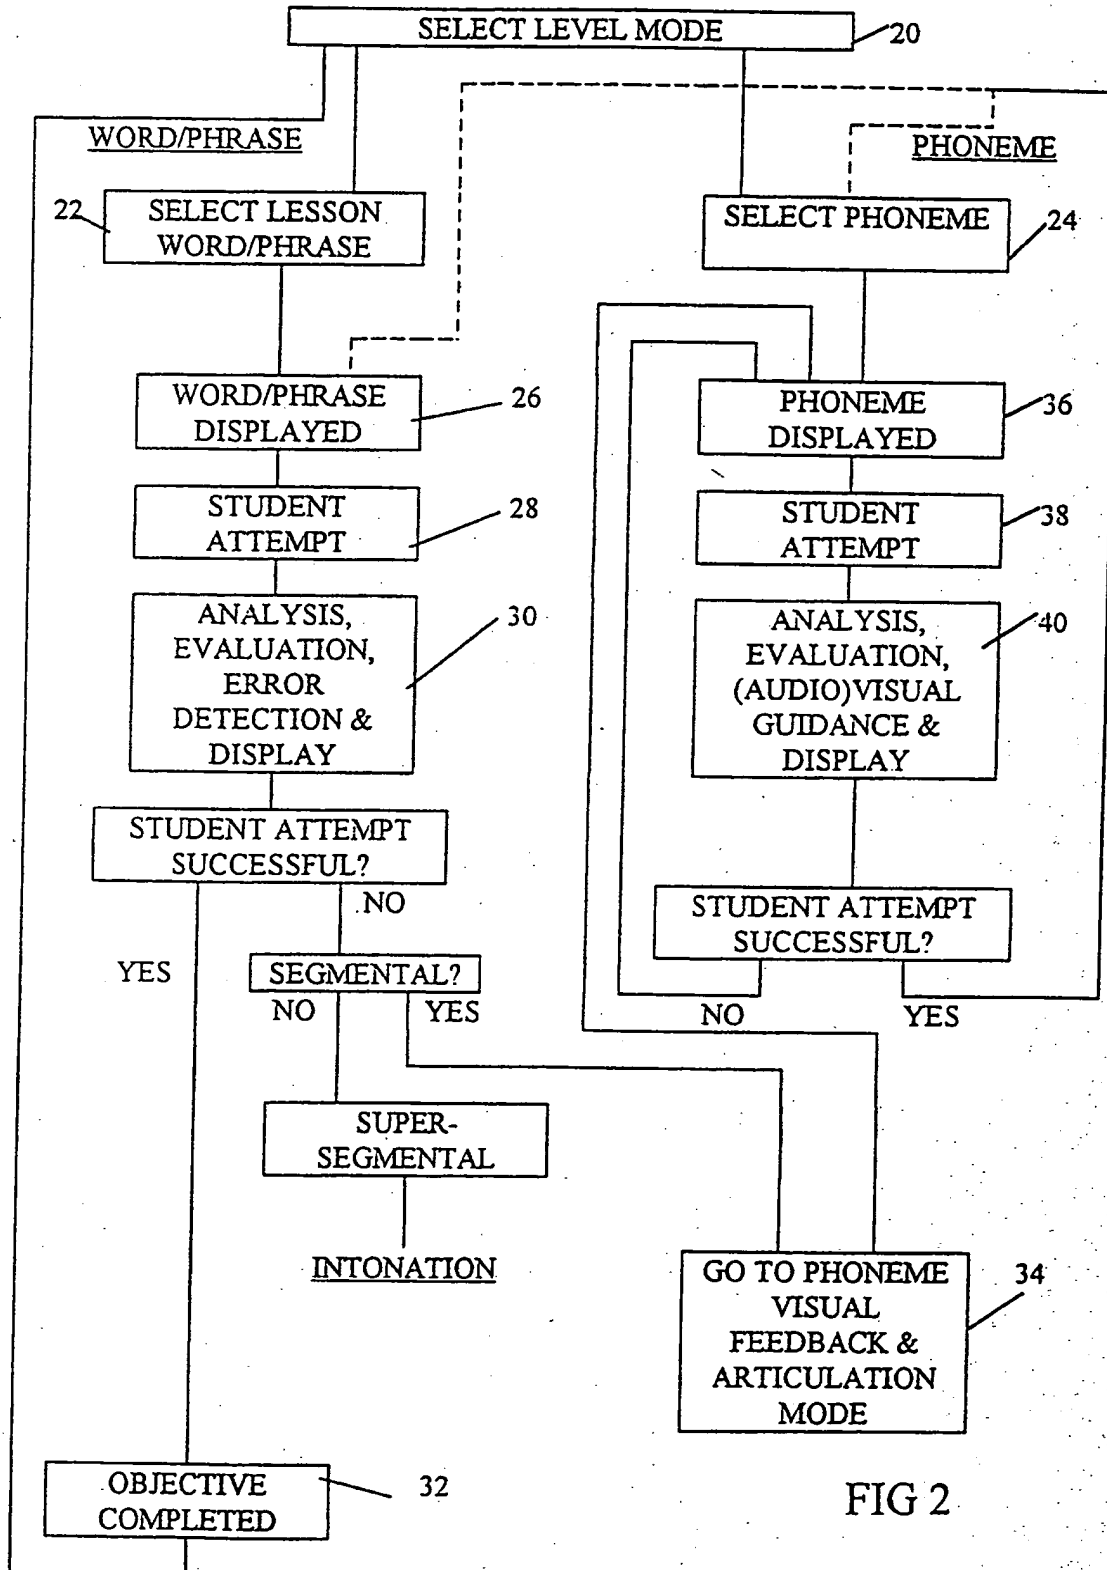 SELECT LEVEL MODE
20
WORD/PHRASE
PHONEME
22
SELECT LESSON
WORD/PHRASE
SELECT PHONEME
24
WORD/PHRASE
DISPLAYED
26
PHONEME
DISPLAYED
36
STUDENT
ATTEMPT
28
STUDENT
ATTEMPT
38
ANALYSIS,
EVALUATION,
ERROR
DETECTION &
DISPLAY
30
ANALYSIS,
EVALUATION,
(AUDIO)VISUAL
GUIDANCE &
DISPLAY
40
STUDENT ATTEMPT
SUCCESSFUL?
NO
YES
STUDENT ATTEMPT
SUCCESSFUL?
NO
YES
SEGMENTAL?
NO
YES
SUPER-
SEGMENTAL
INTONATION
GO TO PHONEME
VISUAL
FEEDBACK &
ARTICULATION
MODE
34
OBJECTIVE
COMPLETED
32
FIG 2